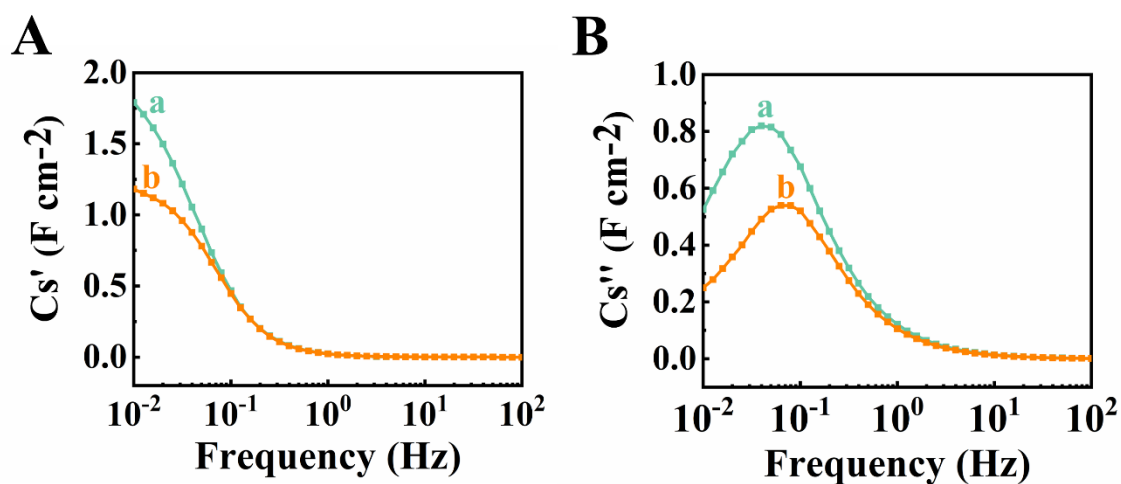 A
2.0
1.5
1.0
0.5
0.0
Cs' (F cm-2)
a
b
10-2 10-1 100 101 102
Frequency (Hz)
B
1.0
0.8
0.6
0.4
0.2
0.0
Cs'' (F cm-2)
a
b
10-2 10-1 100 101 102
Frequency (Hz)